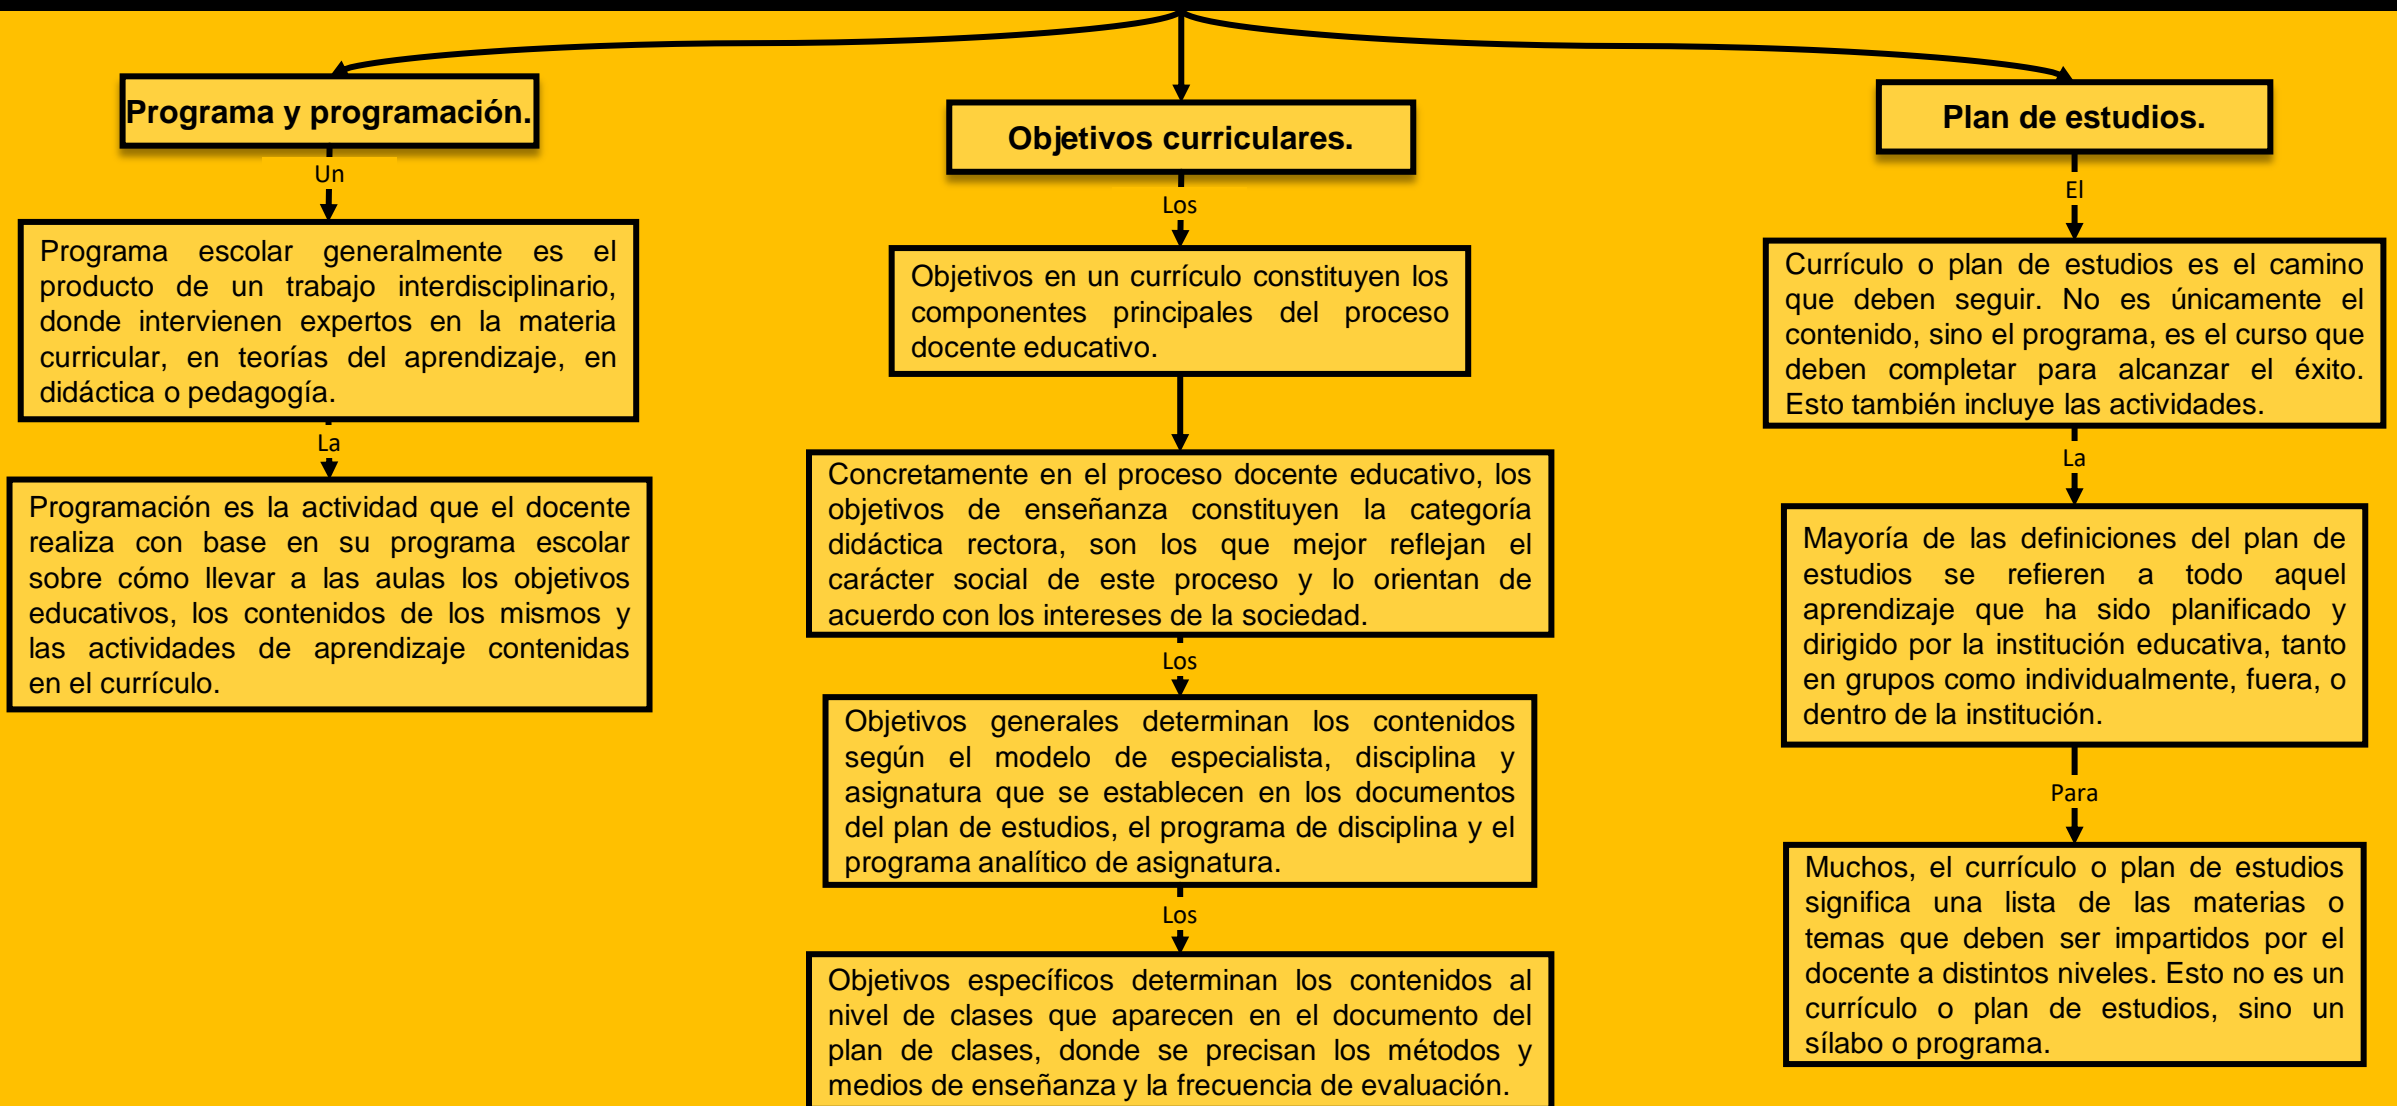 Programa y programación.
Un
Programa escolar generalmente es el
producto de un trabajo interdisciplinario,
donde intervienen expertos en la materia
curricular, en teorías del aprendizaje, en
didáctica o pedagogía.
La
Programación es la actividad que el docente
realiza con base en su programa escolar
sobre cómo llevar a las aulas los objetivos
educativos, los contenidos de los mismos y
las actividades de aprendizaje contenidas
en el currículo.
Objetivos curriculares.
Los
Objetivos en un currículo constituyen los
componentes principales del proceso
docente educativo.
Concretamente en el proceso docente educativo, los
objetivos de enseñanza constituyen la categoría
didáctica rectora, son los que mejor reflejan el
carácter social de este proceso y lo orientan de
acuerdo con los intereses de la sociedad.
Los
Objetivos generales determinan los contenidos
según el modelo de especialista, disciplina y
asignatura que se establecen en los documentos
del plan de estudios, el programa de disciplina y el
programa analítico de asignatura.
Los
Objetivos específicos determinan los contenidos al
nivel de clases que aparecen en el documento del
plan de clases, donde se precisan los métodos y
medios de enseñanza y la frecuencia de evaluación.
Plan de estudios.
El
Currículo o plan de estudios es el camino
que deben seguir. No es únicamente el
contenido, sino el programa, es el curso que
deben completar para alcanzar el éxito.
Esto también incluye las actividades.
La
Mayoría de las definiciones del plan de
estudios se refieren a todo aquel
aprendizaje que ha sido planificado y
dirigido por la institución educativa, tanto
en grupos como individualmente, fuera, o
dentro de la institución.
Para
Muchos, el currículo o plan de estudios
significa una lista de las materias o
temas que deben ser impartidos por el
docente a distintos niveles. Esto no es un
currículo o plan de estudios, sino un
sílabo o programa.